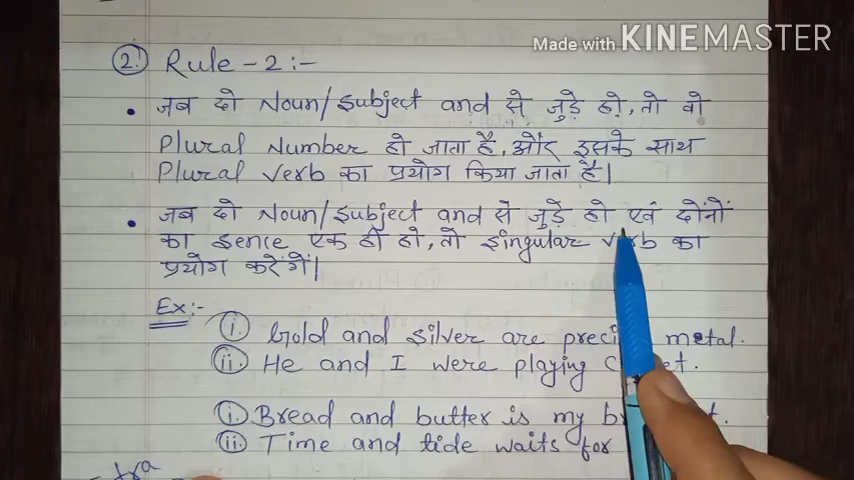 Made with KINEMASTER
2. Rule - 2 :-
• जब दो Noun/Subject and से जुड़े हो, तो वो
Plural Number हो जाता है, और इसके साथ
Plural Verb का प्रयोग किया जाता है।
• जब दो Noun/Subject and से जुड़े हो एवं दोंनों
का Sence एक ही हो, तो Singular Verb का
प्रयोग करेगें।
Ex:-
i. Gold and Silver are metal.
ii. He and I were playing
i. Bread and butter is my
ii. Time and tide waits for